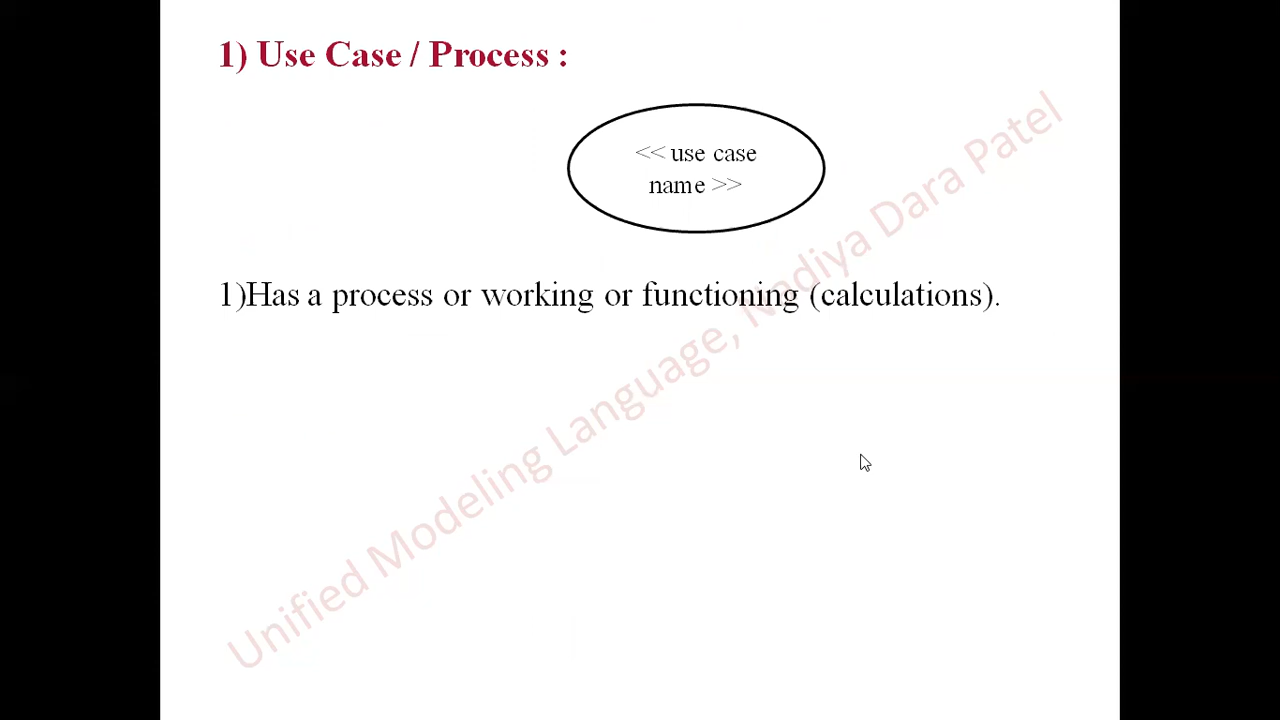 1) Use Case / Process :
<< use case
name >>
1)Has a process or working or functioning (calculations).
Unified Modeling Language, Nadiya Dara Patel